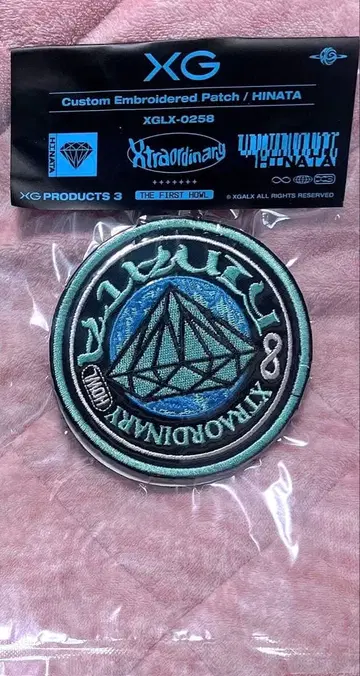 XG
Custom Embroidered Patch / HINATA
XGLX-0258
HINATA
Xtraordinary
HINATA
XG PRODUCTS 3
THE FIRST HOWL
© XGALX ALL RIGHTS RESERVED
HINATA
XTRAORDINARY
HOWL